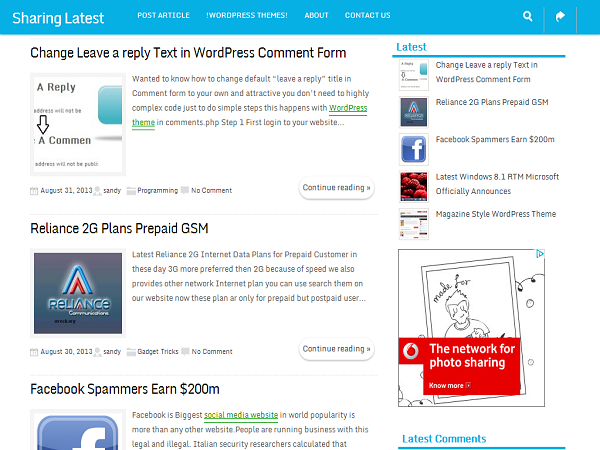 Sharing Latest
POST ARTICLE
!WORDPRESS THEMES!
ABOUT
CONTACT US
Change Leave a reply Text in WordPress Comment Form
A Reply
address will not be
A Commen
address will not be publi
Wanted to know how to change default "leave a reply" title in
Comment form to your own and attractive you don't need to highly
complex code just to do simple steps this happens with WordPress
theme in comments.php Step 1 First login to your website...
August 31, 2013 sandy Programming No Comment
Continue reading »
Reliance 2G Plans Prepaid GSM
RELIANCE
Communications
Latest Reliance 2G Internet Data Plans for Prepaid Customer in
these day 3G more preferred then 2G because of speed we also
provides other network Internet plan you can use search them on
our website now these plan ar only for prepaid but postpaid user...
August 30, 2013 sandy Gadget Tricks No Comment
Continue reading »
Facebook Spammers Earn $200m
Facebook is Biggest social media website in world popularity is
more than any other website.People are running business with this
legal and illegal. Italian security researchers calculated that
Latest
Change Leave a reply Text in
WordPress Comment Form
Reliance 2G Plans Prepaid GSM
Facebook Spammers Earn $200m
Latest Windows 8.1 RTM Microsoft
Officially Announces
Magazine Style WordPress Theme
made for
The network for
photo sharing
Know more
Latest Comments